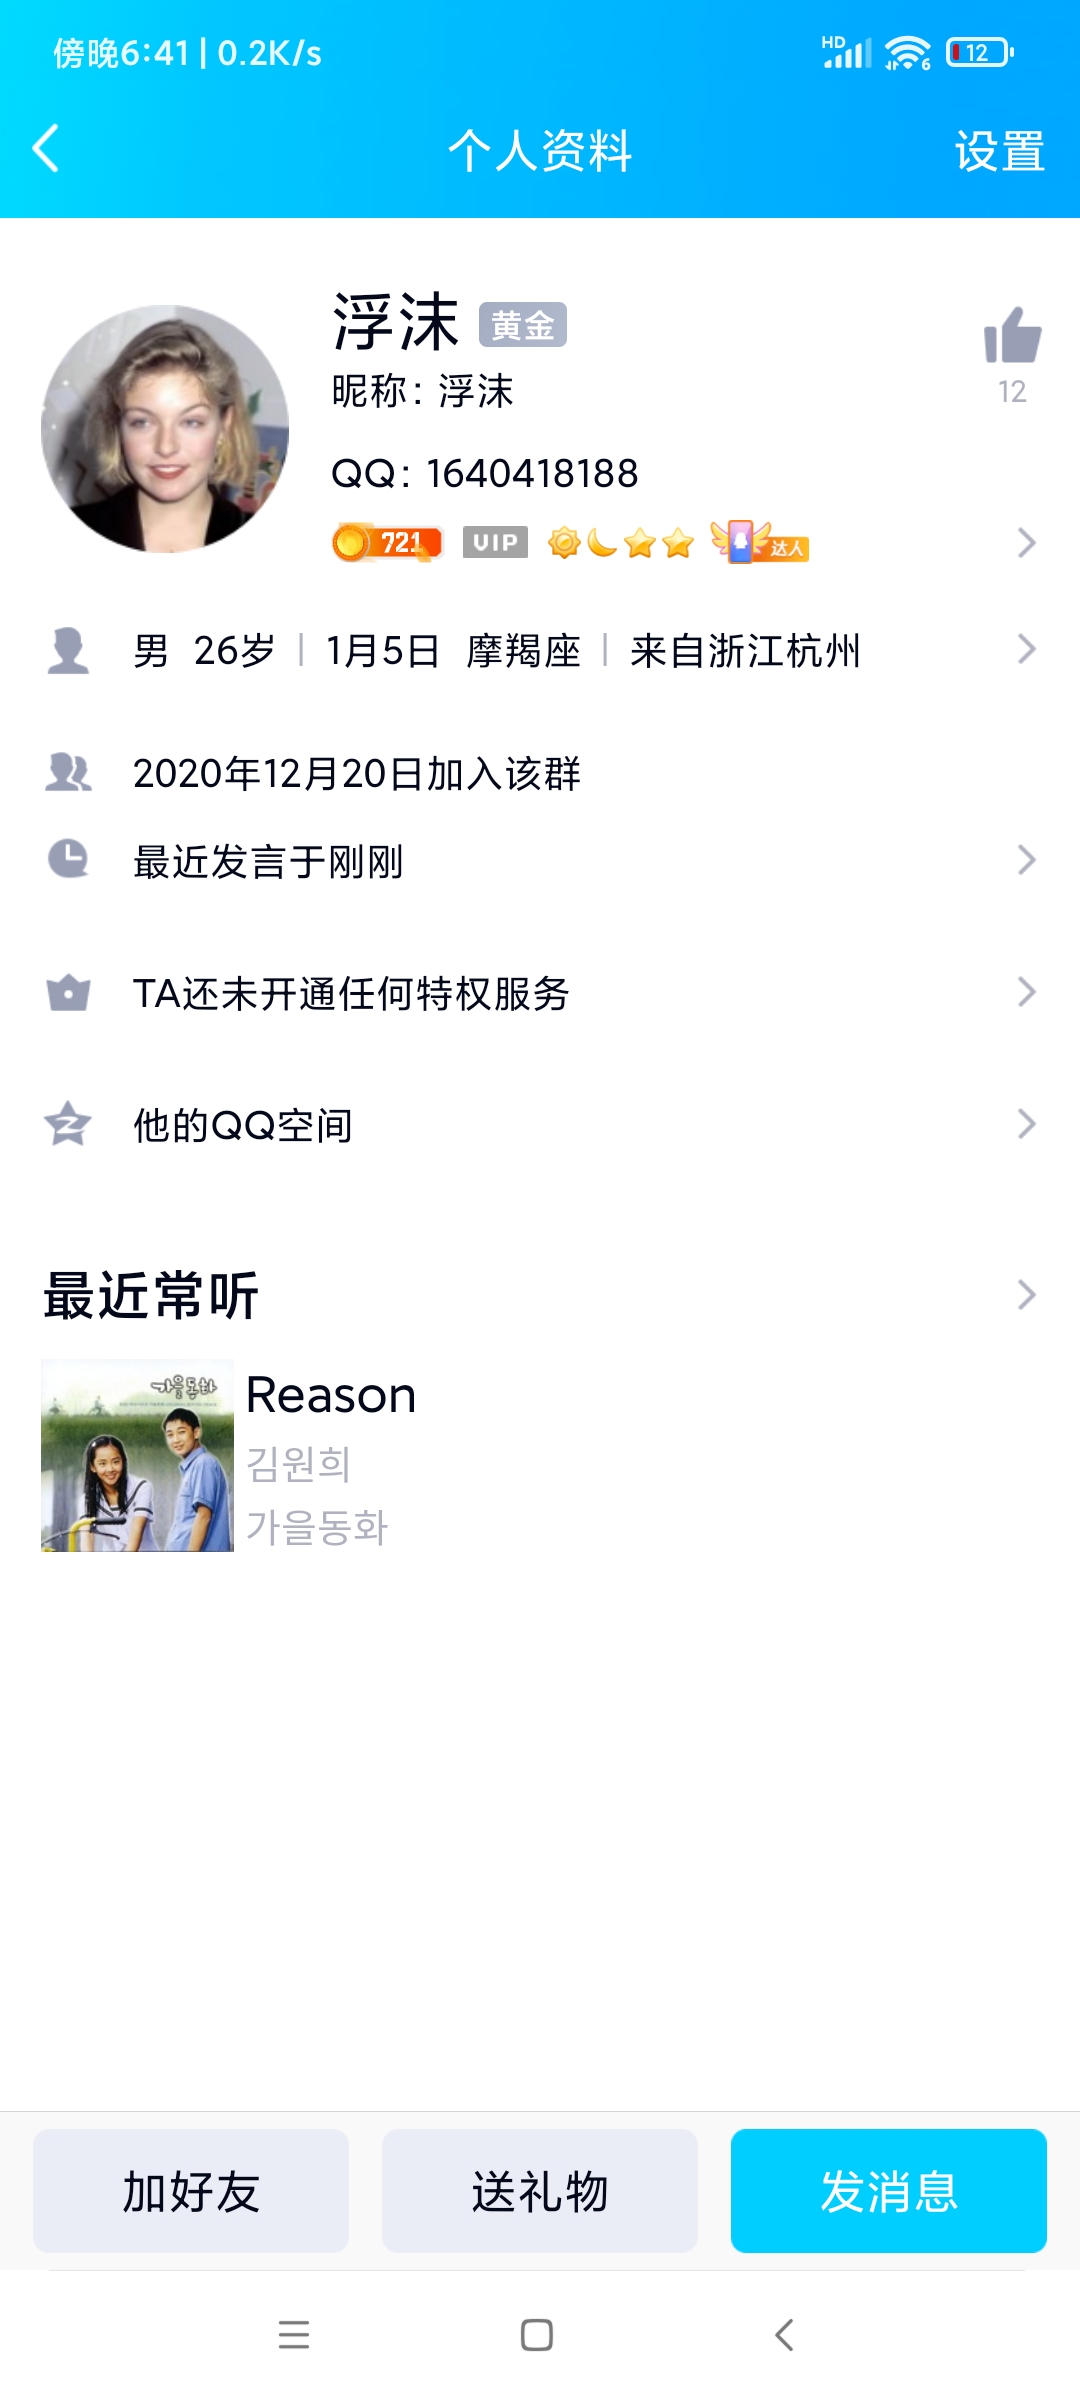 傍晚6:41 | 0.2K/s
HD
6
12
个人资料
设置
浮沫 黄金
昵称: 浮沫
12
QQ: 1640418188
721 VIP 达人
男 26岁 | 1月5日 摩羯座 | 来自浙江杭州
2020年12月20日加入该群
最近发言于刚刚
TA还未开通任何特权服务
他的QQ空间
最近常听
가을동화
Reason
김원희
가을동화
加好友
送礼物
发消息